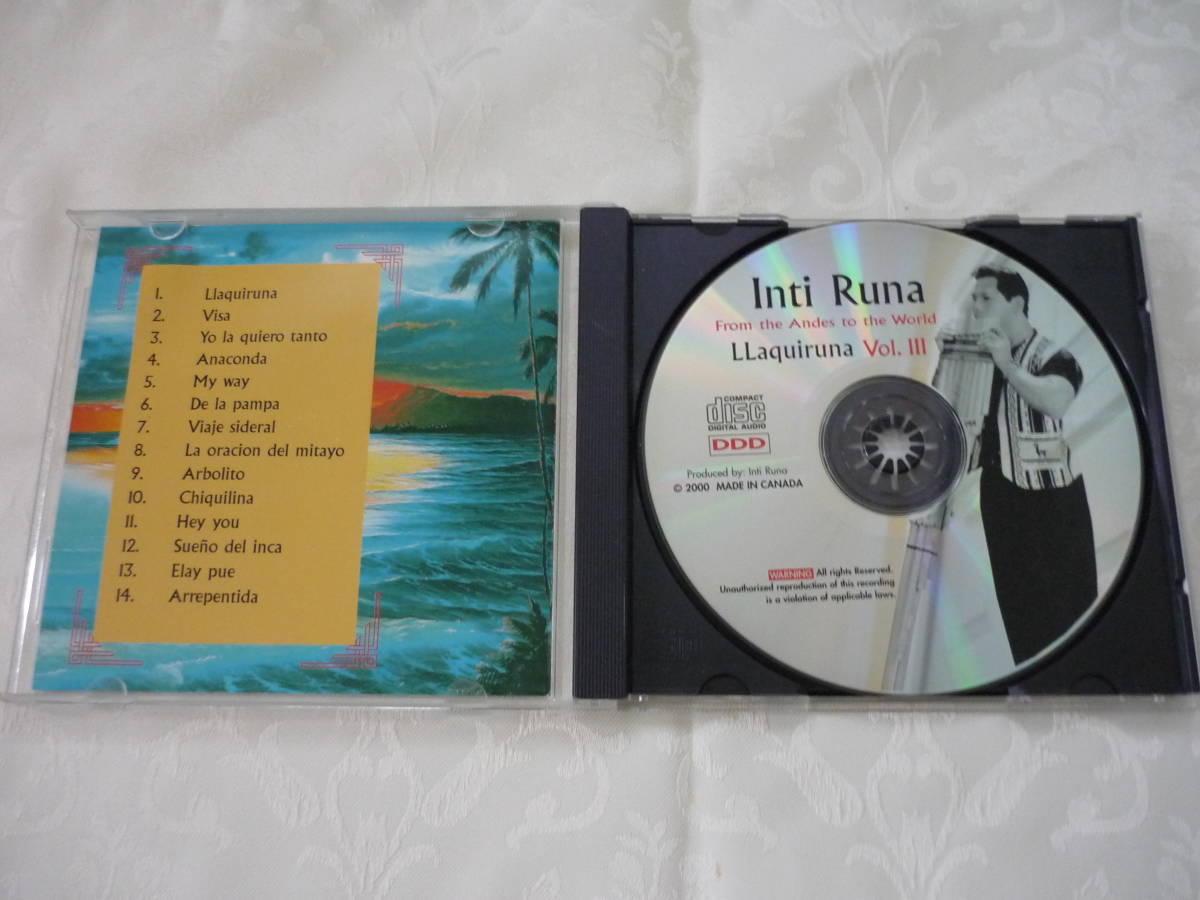 1. Llaquiruna
2. Visa
3. Yo la quiero tanto
4. Anaconda
5. My way
6. De la pampa
7. Viaje sideral
8. La oracion del mitayo
9. Arbolito
10. Chiquilina
11. Hey you
12. Sueño del inca
13. Elay pue
14. Arrepentida
Inti Runa
From the Andes to the World
LLaquiruna Vol. III
COMPACT
disc
DIGITAL AUDIO
DDD
Produced by: Inti Runa
© 2000 MADE IN CANADA
WARNING All rights Reserved.
Unauthorized reproduction of this recording
is a violation of applicable laws.